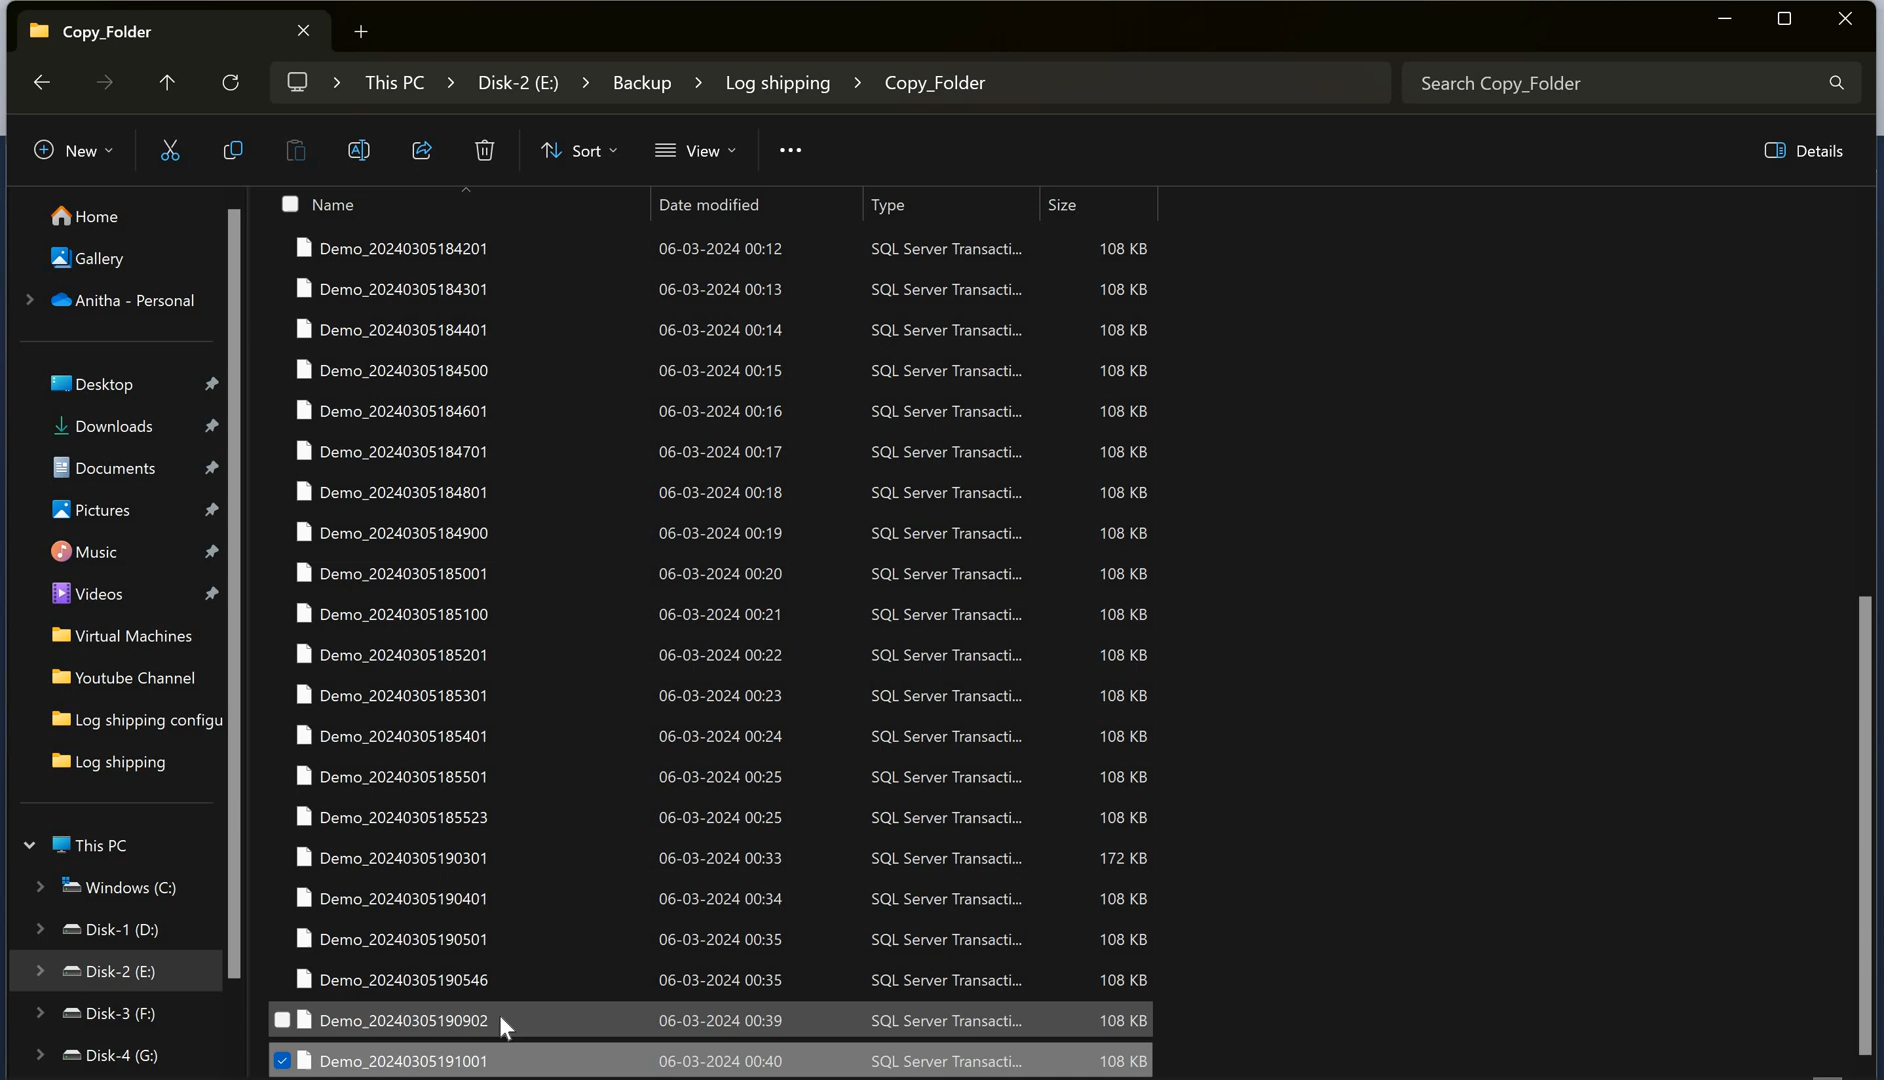 Copy_Folder
This PC > Disk-2 (E:) > Backup > Log shipping > Copy_Folder
Search Copy_Folder
New
Sort
View
Details
Home
Gallery
Anitha - Personal
Desktop
Downloads
Documents
Pictures
Music
Videos
Virtual Machines
Youtube Channel
Log shipping configu
Log shipping
This PC
Windows (C:)
Disk-1 (D:)
Disk-2 (E:)
Disk-3 (F:)
Disk-4 (G:)
Name Date modified Type Size
Demo_20240305184201 06-03-2024 00:12 SQL Server Transacti... 108 KB
Demo_20240305184301 06-03-2024 00:13 SQL Server Transacti... 108 KB
Demo_20240305184401 06-03-2024 00:14 SQL Server Transacti... 108 KB
Demo_20240305184500 06-03-2024 00:15 SQL Server Transacti... 108 KB
Demo_20240305184601 06-03-2024 00:16 SQL Server Transacti... 108 KB
Demo_20240305184701 06-03-2024 00:17 SQL Server Transacti... 108 KB
Demo_20240305184801 06-03-2024 00:18 SQL Server Transacti... 108 KB
Demo_20240305184900 06-03-2024 00:19 SQL Server Transacti... 108 KB
Demo_20240305185001 06-03-2024 00:20 SQL Server Transacti... 108 KB
Demo_20240305185100 06-03-2024 00:21 SQL Server Transacti... 108 KB
Demo_20240305185201 06-03-2024 00:22 SQL Server Transacti... 108 KB
Demo_20240305185301 06-03-2024 00:23 SQL Server Transacti... 108 KB
Demo_20240305185401 06-03-2024 00:24 SQL Server Transacti... 108 KB
Demo_20240305185501 06-03-2024 00:25 SQL Server Transacti... 108 KB
Demo_20240305185523 06-03-2024 00:25 SQL Server Transacti... 108 KB
Demo_20240305190301 06-03-2024 00:33 SQL Server Transacti... 172 KB
Demo_20240305190401 06-03-2024 00:34 SQL Server Transacti... 108 KB
Demo_20240305190501 06-03-2024 00:35 SQL Server Transacti... 108 KB
Demo_20240305190546 06-03-2024 00:35 SQL Server Transacti... 108 KB
Demo_20240305190902 06-03-2024 00:39 SQL Server Transacti... 108 KB
Demo_20240305191001 06-03-2024 00:40 SQL Server Transacti... 108 KB